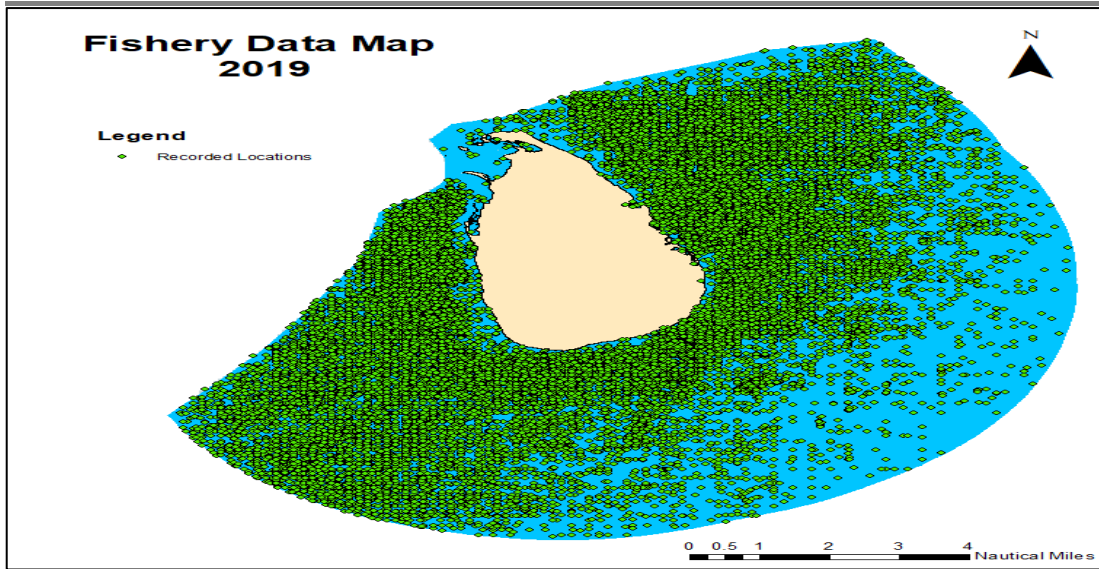 Fishery Data Map
2019
N
Legend
Recorded Locations
0 0.5 1 2 3 4
Nautical Miles